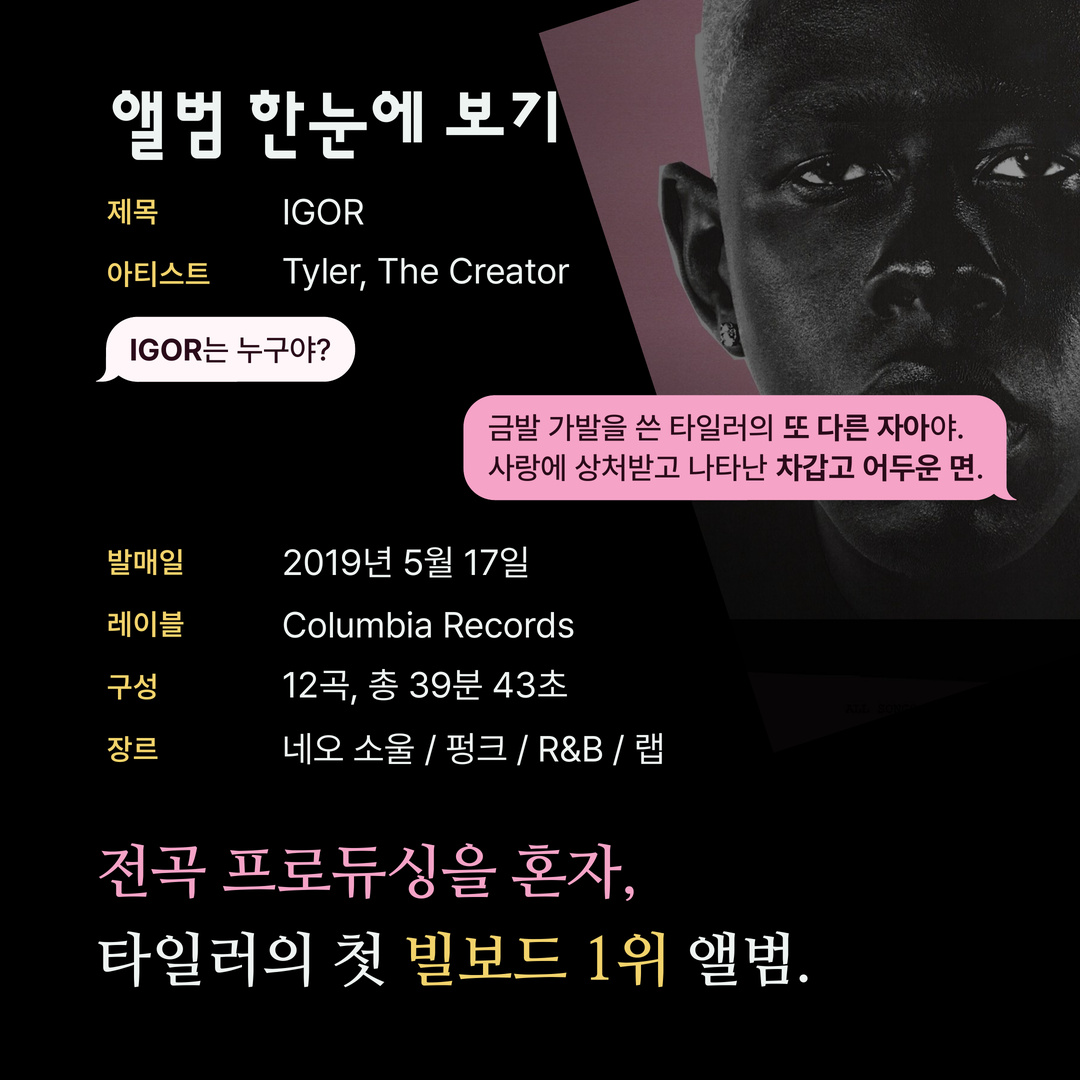 앨범 한눈에 보기
제목 IGOR
아티스트 Tyler, The Creator
IGOR는 누구야?
금발 가발을 쓴 타일러의 또 다른 자아야.
사랑에 상처받고 나타난 차갑고 어두운 면.
발매일 2019년 5월 17일
레이블 Columbia Records
구성 12곡, 총 39분 43초
장르 네오 소울 / 펑크 / R&B / 랩
전곡 프로듀싱을 혼자,
타일러의 첫 빌보드 1위 앨범.